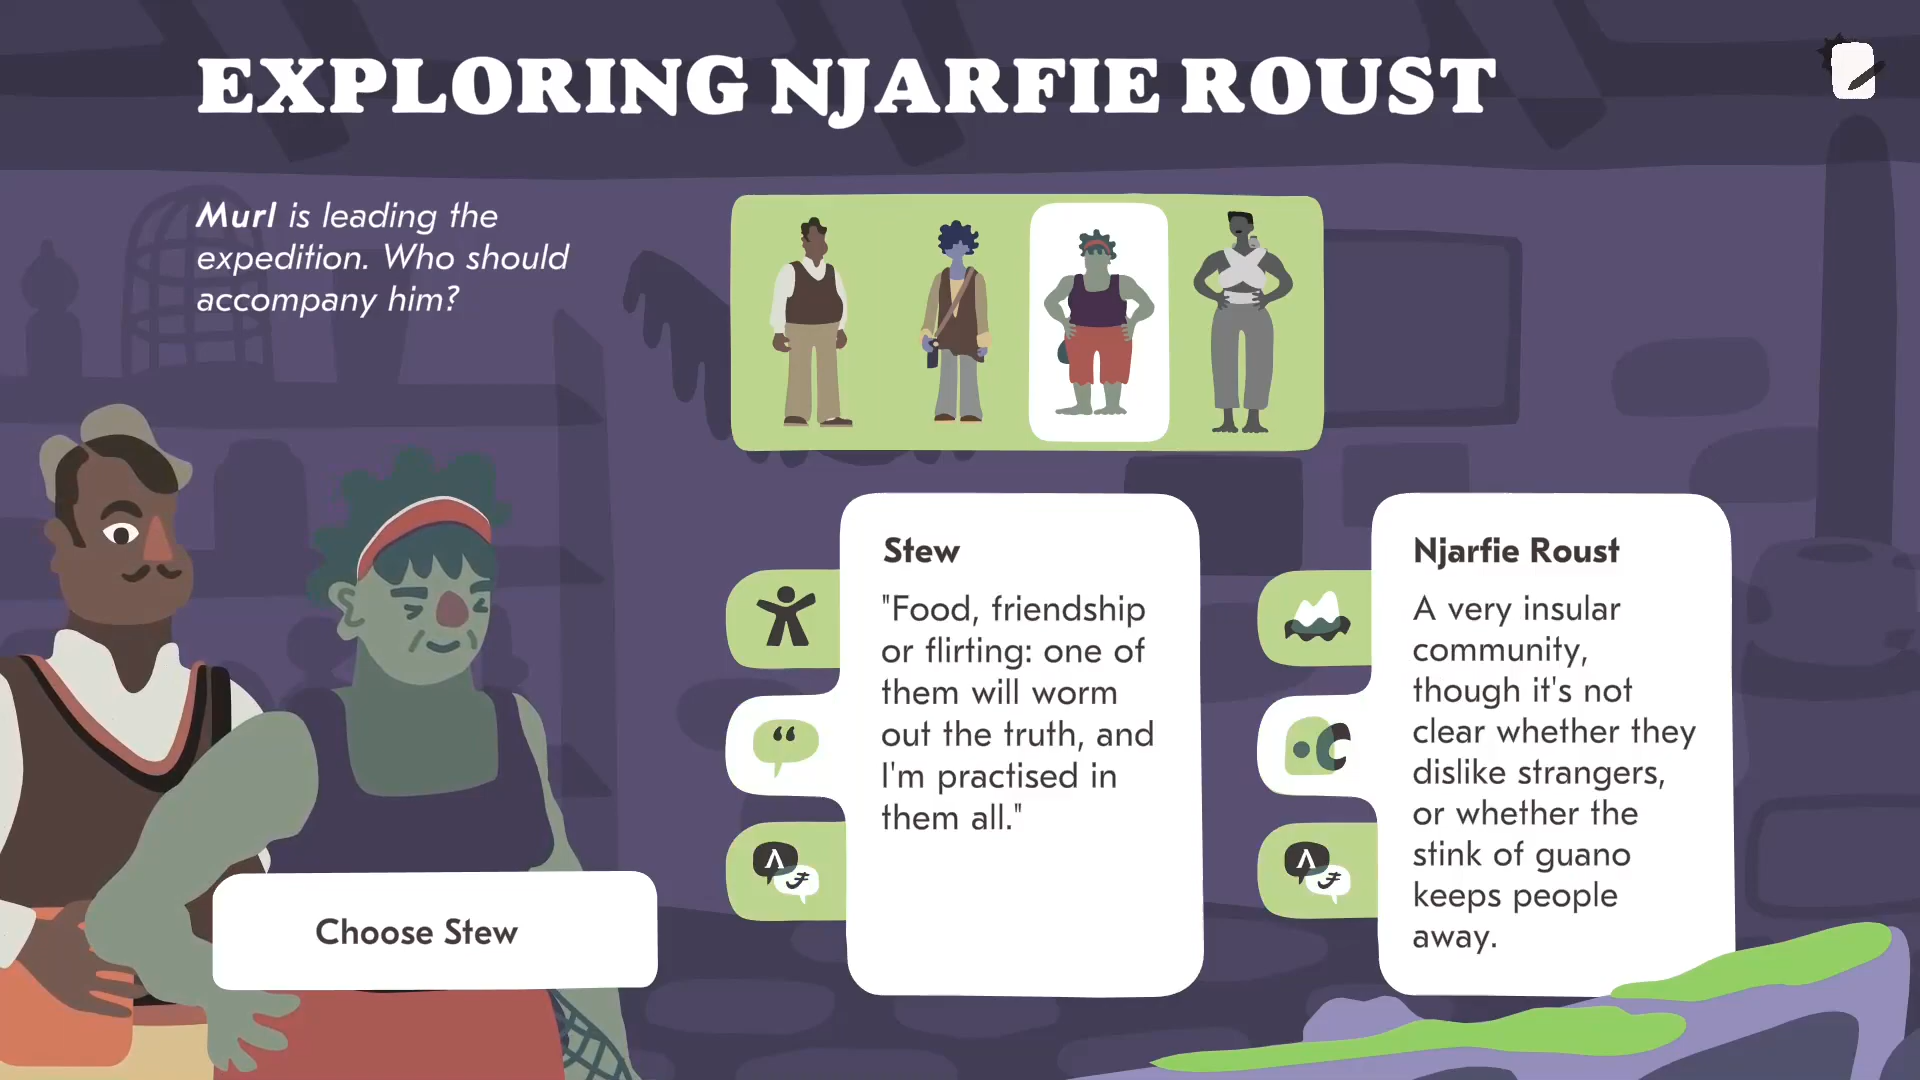 EXPLORING NJARFIE ROUST
Murl is leading the
expedition. Who should
accompany him?
Stew
"Food, friendship
or flirting: one of
them will worm
out the truth, and
I'm practised in
them all."
Njarfie Roust
A very insular
community,
though it's not
clear whether they
dislike strangers,
or whether the
stink of guano
keeps people
away.
Choose Stew